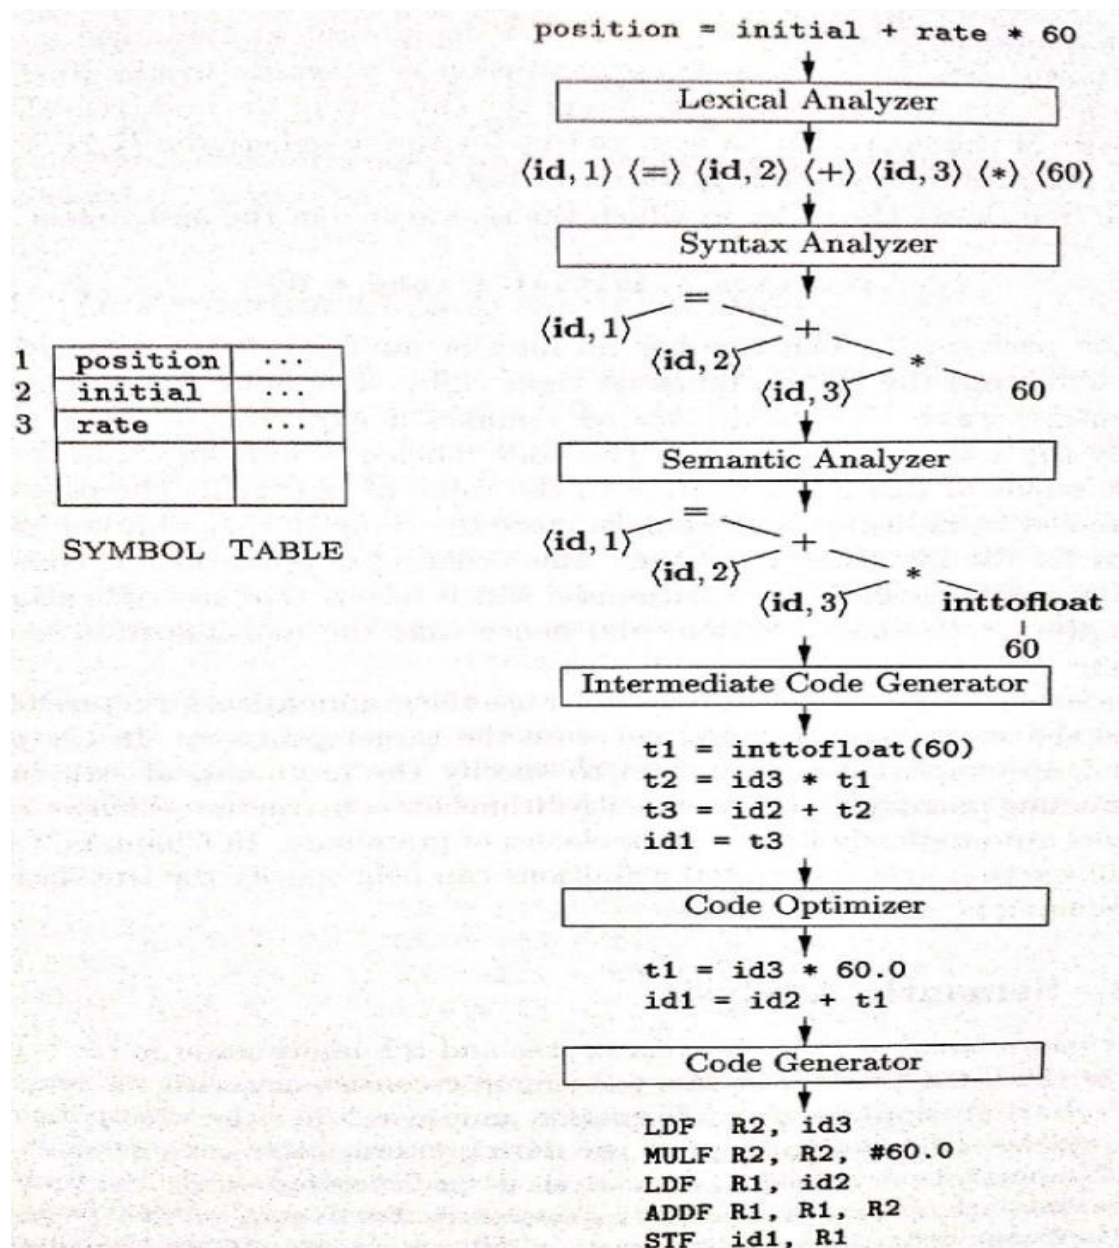 position = initial + rate * 60
Lexical Analyzer
⟨id, 1⟩ ⟨=⟩ ⟨id, 2⟩ ⟨+⟩ ⟨id, 3⟩ ⟨*⟩ ⟨60⟩
Syntax Analyzer
=
⟨id, 1⟩ +
⟨id, 2⟩ *
⟨id, 3⟩ 60
1 position ...
2 initial ...
3 rate ...
SYMBOL TABLE
Semantic Analyzer
=
⟨id, 1⟩ +
⟨id, 2⟩ *
⟨id, 3⟩ inttofloat
60
Intermediate Code Generator
t1 = inttofloat(60)
t2 = id3 * t1
t3 = id2 + t2
id1 = t3
Code Optimizer
t1 = id3 * 60.0
id1 = id2 + t1
Code Generator
LDF R2, id3
MULF R2, R2, #60.0
LDF R1, id2
ADDF R1, R1, R2
STF id1, R1